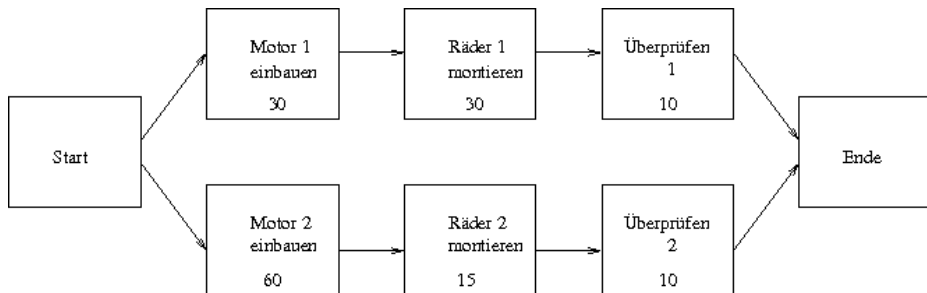 Motor 1
einbauen
30
Räder 1
montieren
30
Überprüfen
1
10
Start
Ende
Motor 2
einbauen
60
Räder 2
montieren
15
Überprüfen
2
10